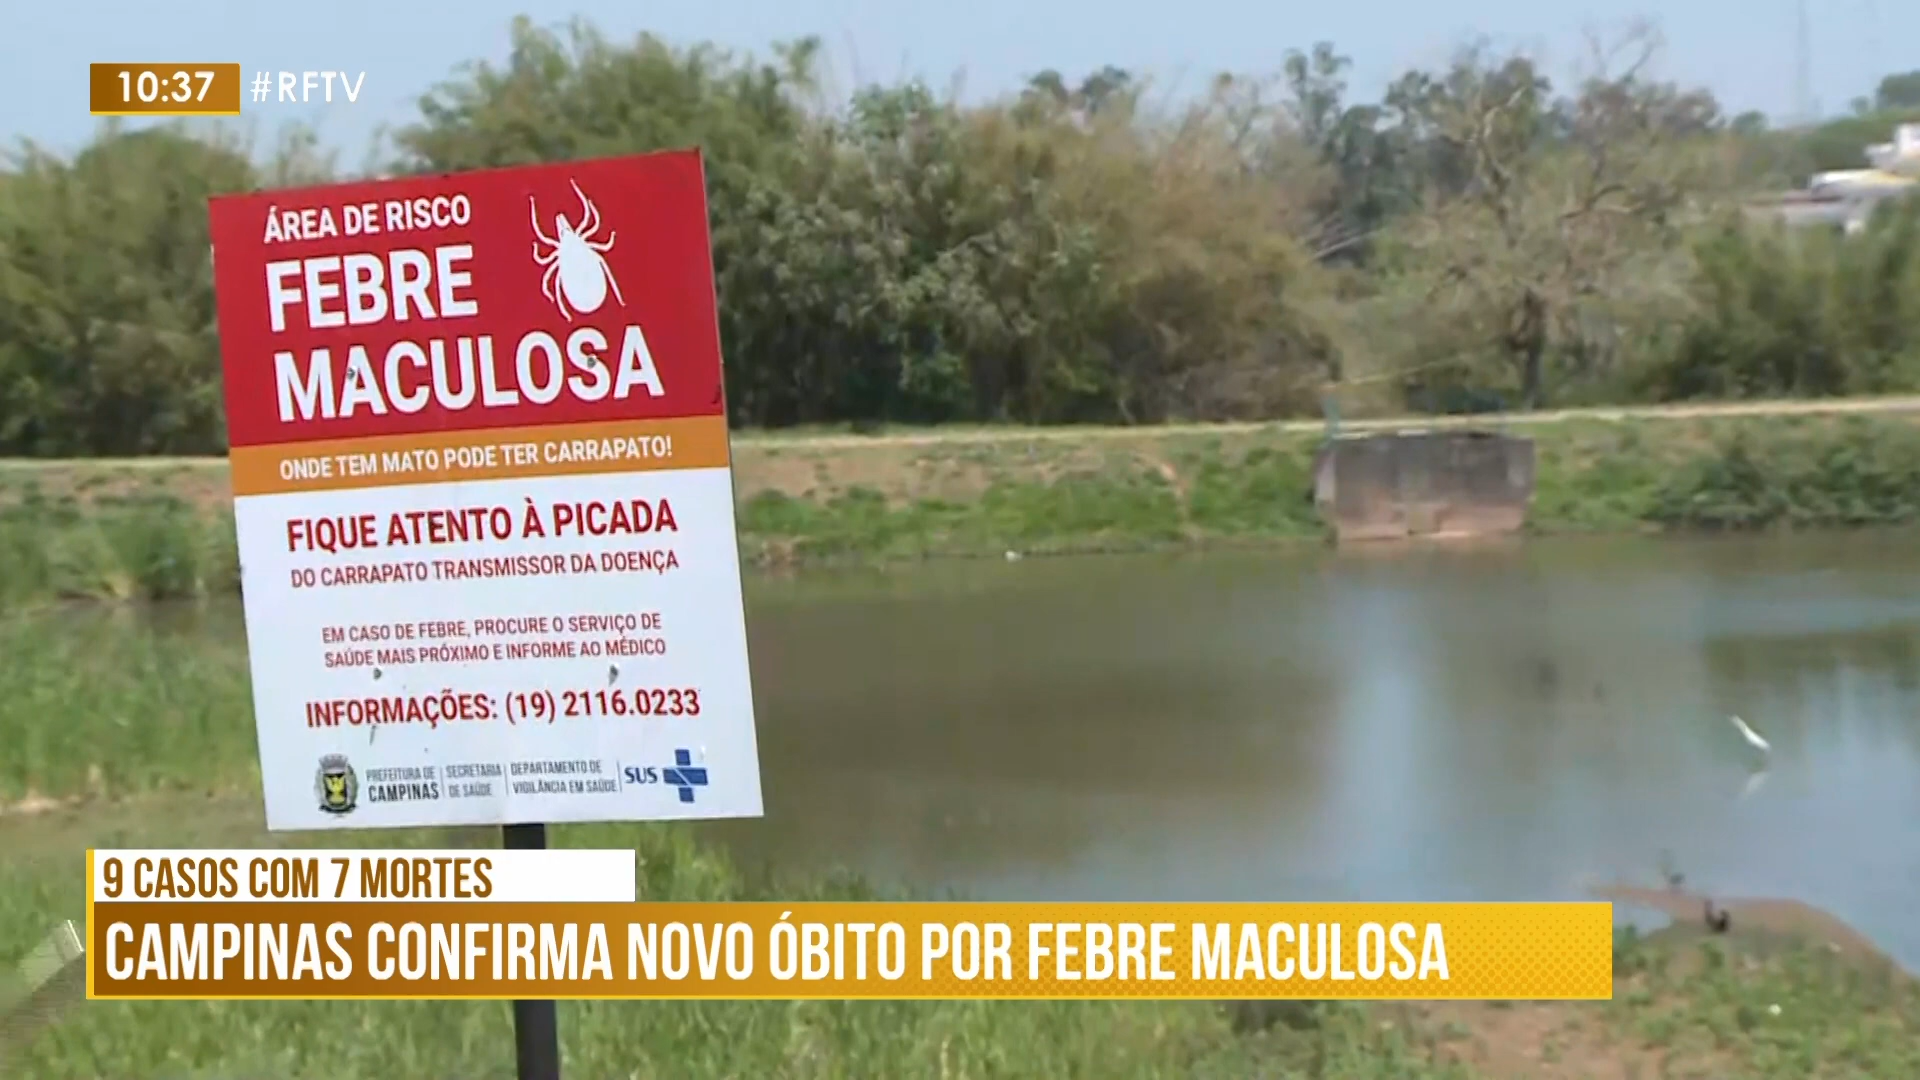 10:37 #RFTV
ÁREA DE RISCO
FEBRE
MACULOSA
ONDE TEM MATO PODE TER CARRAPATO!
FIQUE ATENTO À PICADA
DO CARRAPATO TRANSMISSOR DA DOENÇA
EM CASO DE FEBRE, PROCURE O SERVIÇO DE
SAÚDE MAIS PRÓXIMO E INFORME AO MÉDICO
INFORMAÇÕES: (19) 2116.0233
PREFEITURA DE
CAMPINAS
SECRETARIA
DE SAÚDE
DEPARTAMENTO DE
VIGILÂNCIA EM SAÚDE
SUS
9 CASOS COM 7 MORTES
CAMPINAS CONFIRMA NOVO ÓBITO POR FEBRE MACULOSA